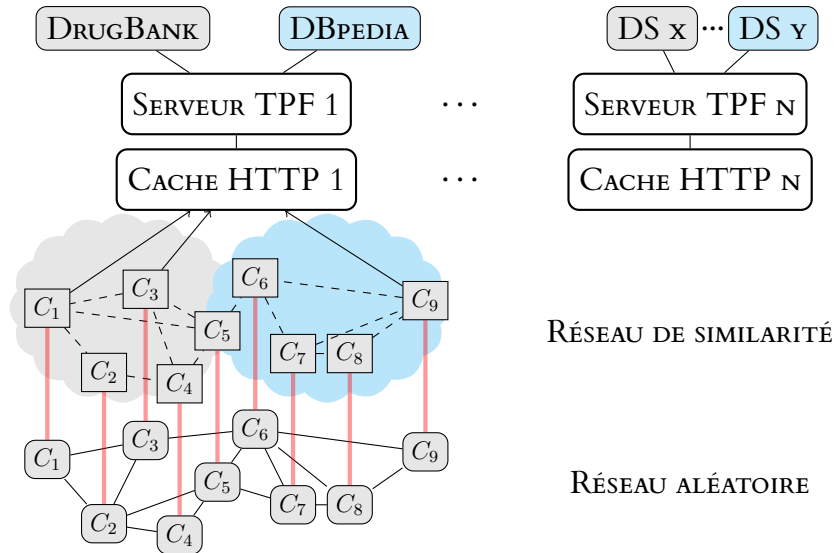 DrugBank DBpedia DS x ··· DS y
Serveur TPF 1 ··· Serveur TPF n
Cache HTTP 1 ··· Cache HTTP n
C6
C3
C1 C9
C5
Réseau de similarité
C7 C8
C2
C4
C6
C3
C1 C9
C5
Réseau aléatoire
C7 C8
C2
C4